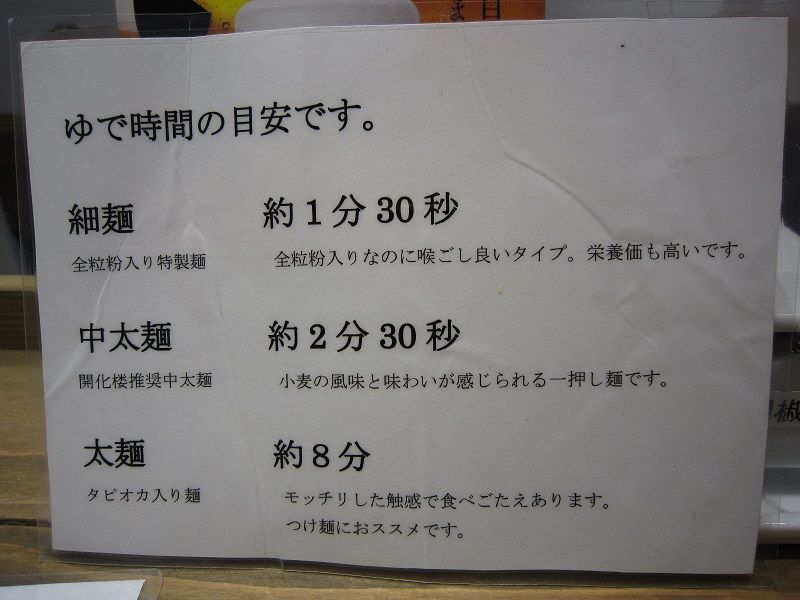 ゆで時間の目安です。
細麺 約1分30秒
全粒粉入り特製麺 全粒粉入りなのに喉ごし良いタイプ。栄養価も高いです。
中太麺 約2分30秒
開化楼推奨中太麺 小麦の風味と味わいが感じられる一押し麺です。
太麺 約8分
タピオカ入り麺 モッチリした触感で食べごたえあります。
つけ麺におススメです。
椒